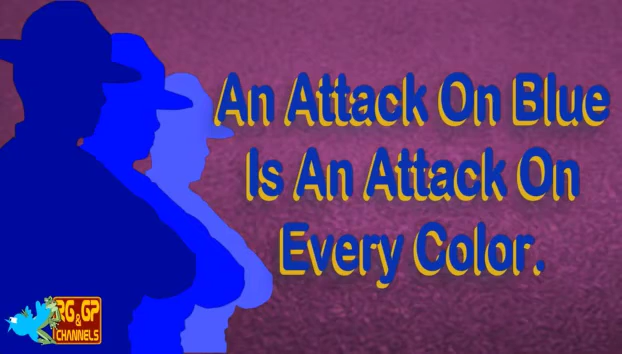 An Attack On Blue
Is An Attack On
Every Color.
RG & GP
CHANNELS